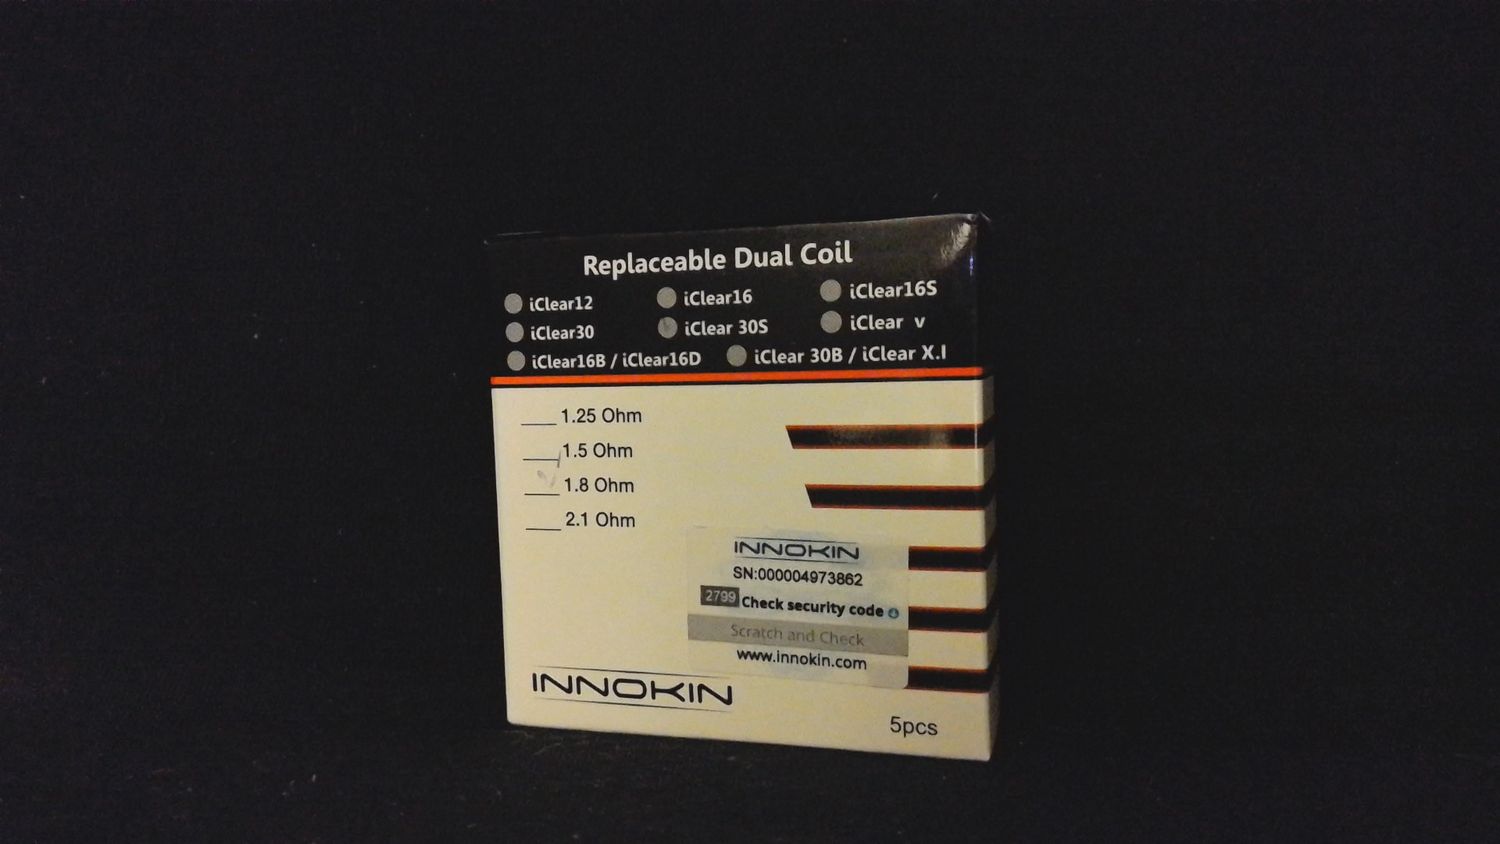 Replaceable Dual Coil
iClear12 iClear16 iClear16S
iClear30 iClear 30S iClear v
iClear16B / iClear16D iClear 30B / iClear X.I
1.25 Ohm
1.5 Ohm
1.8 Ohm
2.1 Ohm
INNOKIN
SN:000004973862
2799 Check security code
Scratch and Check
www.innokin.com
INNOKIN
5pcs